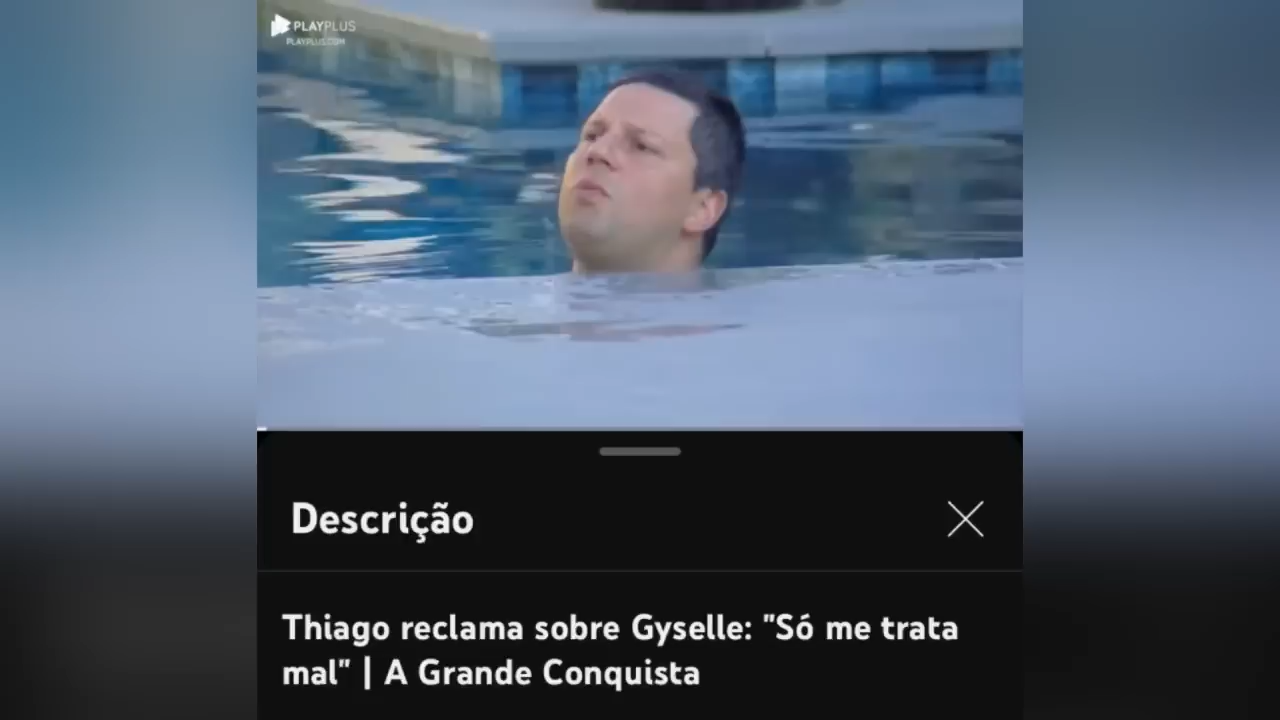 PLAYPLUS
PLAYPLUS.COM
Descrição
Thiago reclama sobre Gyselle: "Só me trata
mal" | A Grande Conquista